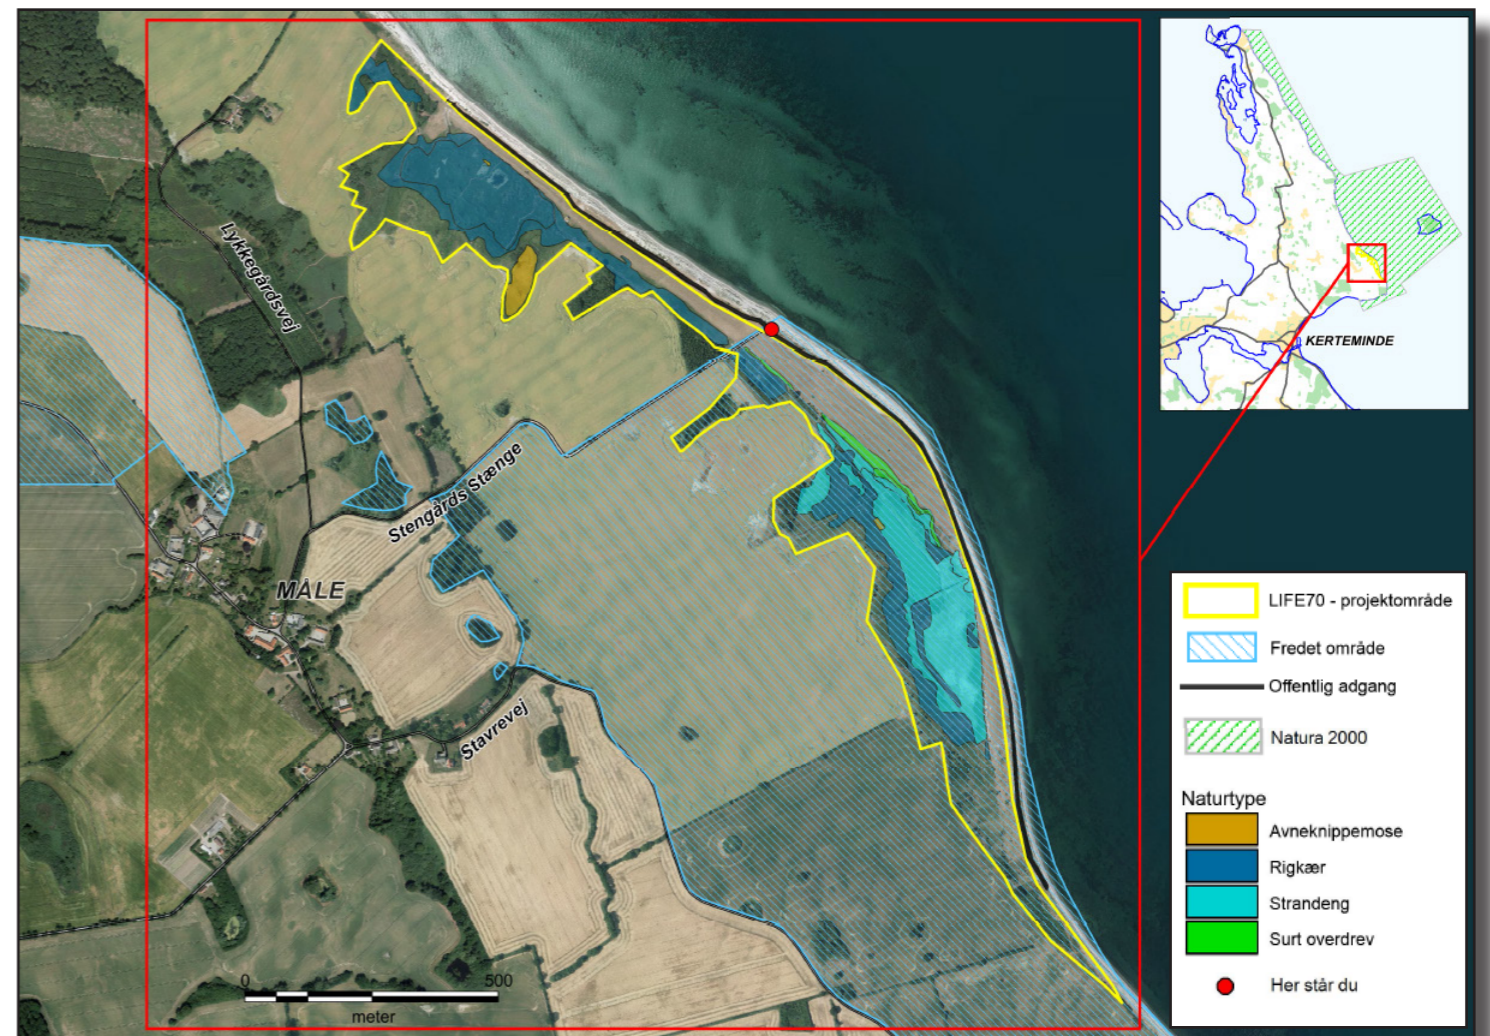 Lykkegårdsvej
Stengårds Stænge
MÅLE
Stavrevej
0 500
meter
KERTEMINDE
LIFE70 - projektområde
Fredet område
Offentlig adgang
Natura 2000
Naturtype
Avneknippemose
Rigkær
Strandeng
Surt overdrev
Her står du